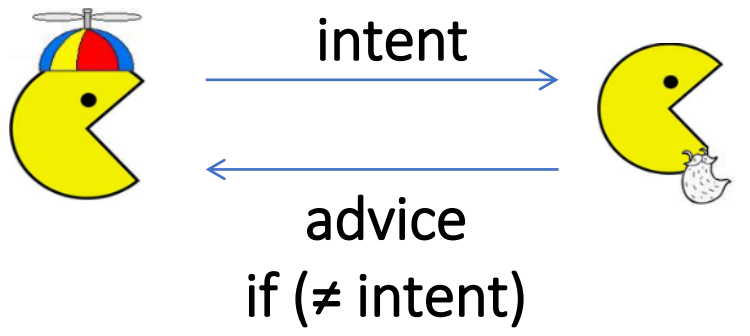 intent
advice
if (≠ intent)